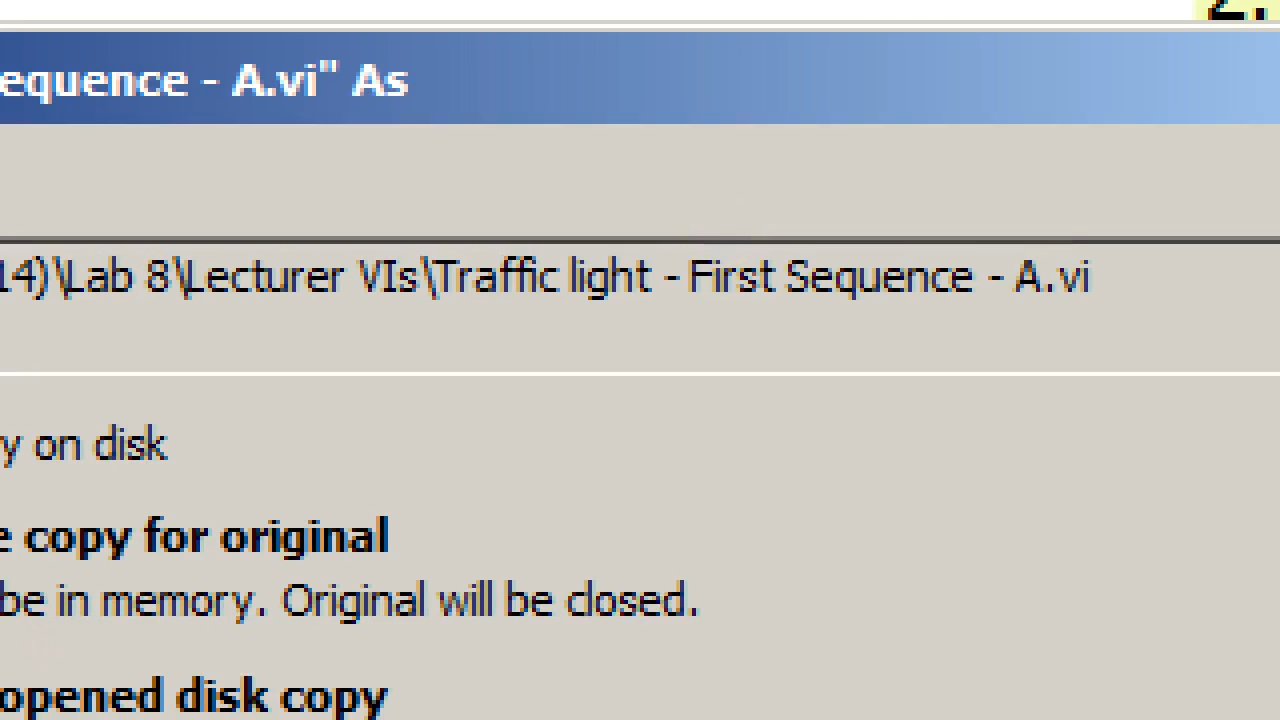 2.
equence - A.vi" As
14)\Lab 8\Lecturer VIs\Traffic light - First Sequence - A.vi
y on disk
e copy for original
be in memory. Original will be closed.
opened disk copy